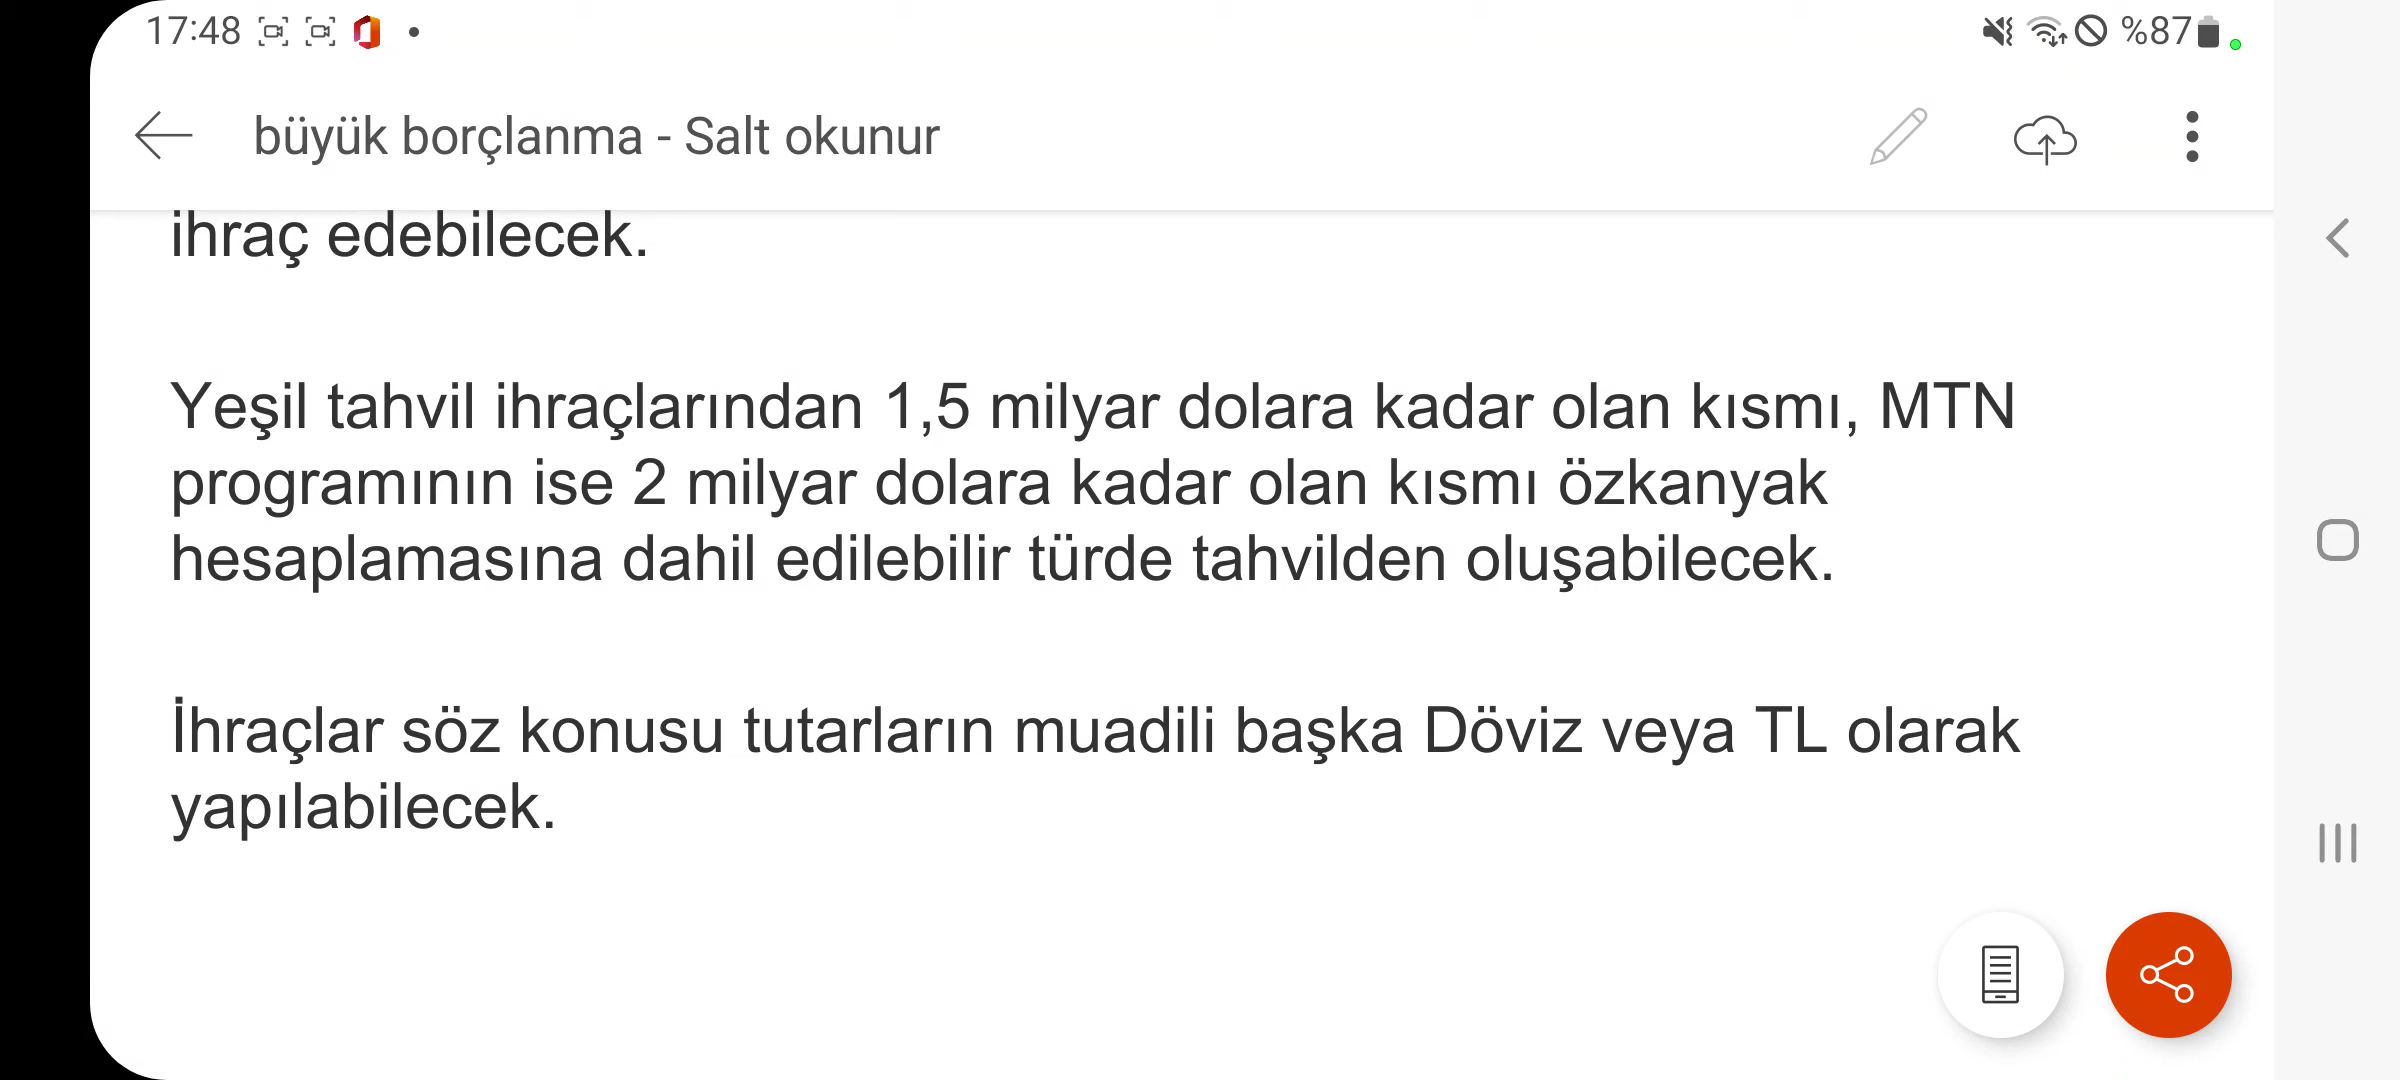 17:48 %87
büyük borçlanma - Salt okunur
ihraç edebilecek.
Yeşil tahvil ihraçlarından 1,5 milyar dolara kadar olan kısmı, MTN
programının ise 2 milyar dolara kadar olan kısmı özkanyak
hesaplamasına dahil edilebilir türde tahvilden oluşabilecek.
İhraçlar söz konusu tutarların muadili başka Döviz veya TL olarak
yapılabilecek.